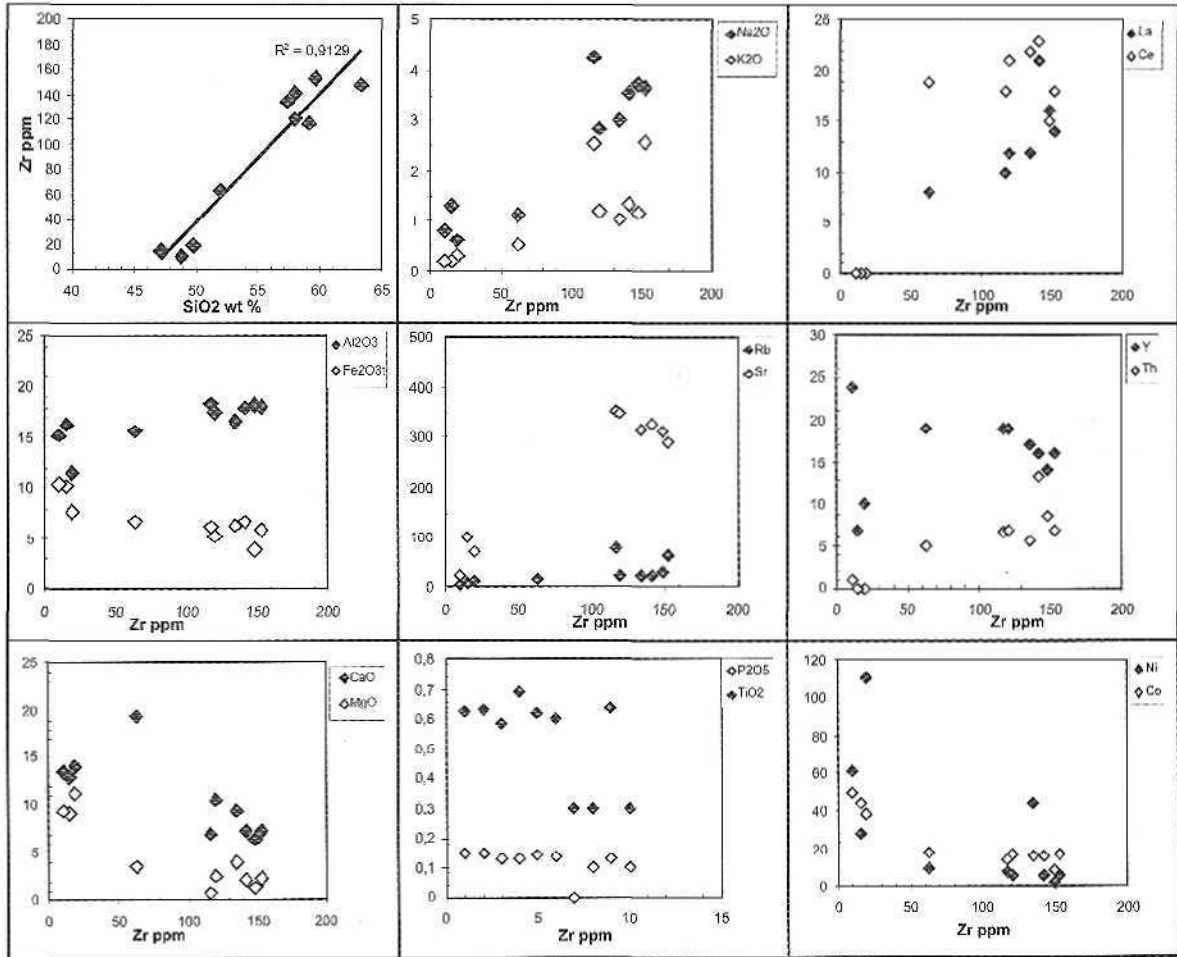 200
180
160
140
120
100
80
60
40
20
0
Zr ppm
R² = 0,9129
40 45 50 55 60 65
SiO2 wt %
5
4
3
2
1
0
Na2O
K2O
0 50 100 150 200
Zr ppm
25
20
15
10
5
0
La
Ce
0 50 100 150 200
Zr ppm
25
20
15
10
5
0
Al2O3
Fe2O3t
0 50 100 150 200
Zr ppm
500
400
300
200
100
0
Rb
Sr
0 50 100 150 200
Zr ppm
30
25
20
15
10
5
0
Y
Th
0 50 100 150 200
Zr ppm
25
20
15
10
5
0
CaO
MgO
0 50 100 150 200
Zr ppm
0,8
0,7
0,6
0,5
0,4
0,3
0,2
0,1
0
P2O5
TiO2
0 5 10 15
Zr ppm
120
100
80
60
40
20
0
Ni
Co
0 50 100 150 200
Zr ppm